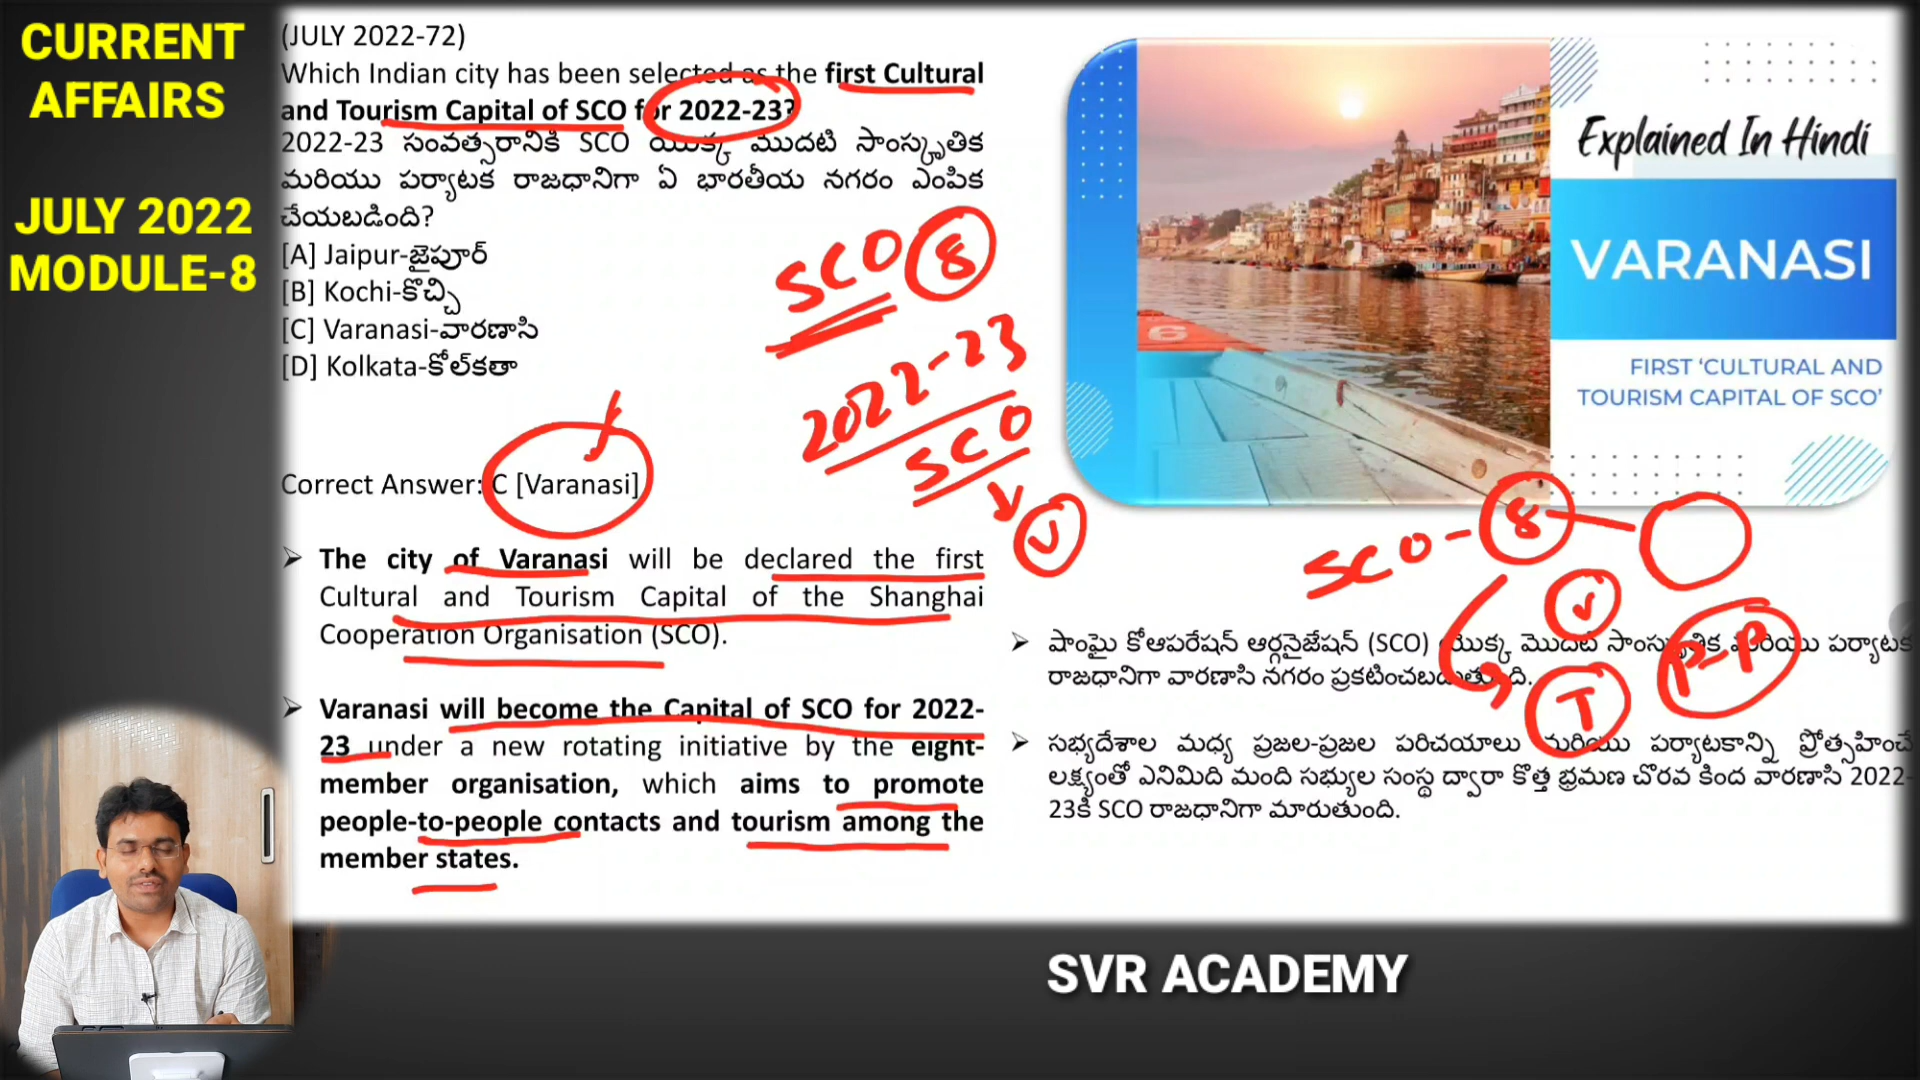 CURRENT
AFFAIRS
JULY 2022
MODULE-8
(JULY 2022-72)
Which Indian city has been selected as the first Cultural
and Tourism Capital of SCO for 2022-23?
2022-23 సంవత్సరానికి SCO యొక్క మొదటి సాంస్కృతిక
మరియు పర్యాటక రాజధానిగా ఏ భారతీయ నగరం ఎంపిక
చేయబడింది?
[A] Jaipur-జైపూర్
[B] Kochi-కొచ్చి
[C] Varanasi-వారణాసి
[D] Kolkata-కోల్‌కతా
SCO 8
2022-23
SCO
V
Correct Answer: C [Varanasi]
➢ The city of Varanasi will be declared the first
Cultural and Tourism Capital of the Shanghai
Cooperation Organisation (SCO).
➢ Varanasi will become the Capital of SCO for 2022-
23 under a new rotating initiative by the eight-
member organisation, which aims to promote
people-to-people contacts and tourism among the
member states.
Explained In Hindi
VARANASI
FIRST ‘CULTURAL AND
TOURISM CAPITAL OF SCO’
6
SCO - 8
V
P-P
T
➢ షాంఘై కోఆపరేషన్ ఆర్గనైజేషన్ (SCO) యొక్క మొదటి సాంస్కృతిక మరియు పర్యాటక
రాజధానిగా వారణాసి నగరం ప్రకటించబడుతుంది.
➢ సభ్యదేశాల మధ్య ప్రజల-ప్రజల పరిచయాలు మరియు పర్యాటకాన్ని ప్రోత్సహించే
లక్ష్యంతో ఎనిమిది మంది సభ్యుల సంస్థ ద్వారా కొత్త భ్రమణ చొరవ కింద వారణాసి 2022-
23కి SCO రాజధానిగా మారుతుంది.
SVR ACADEMY